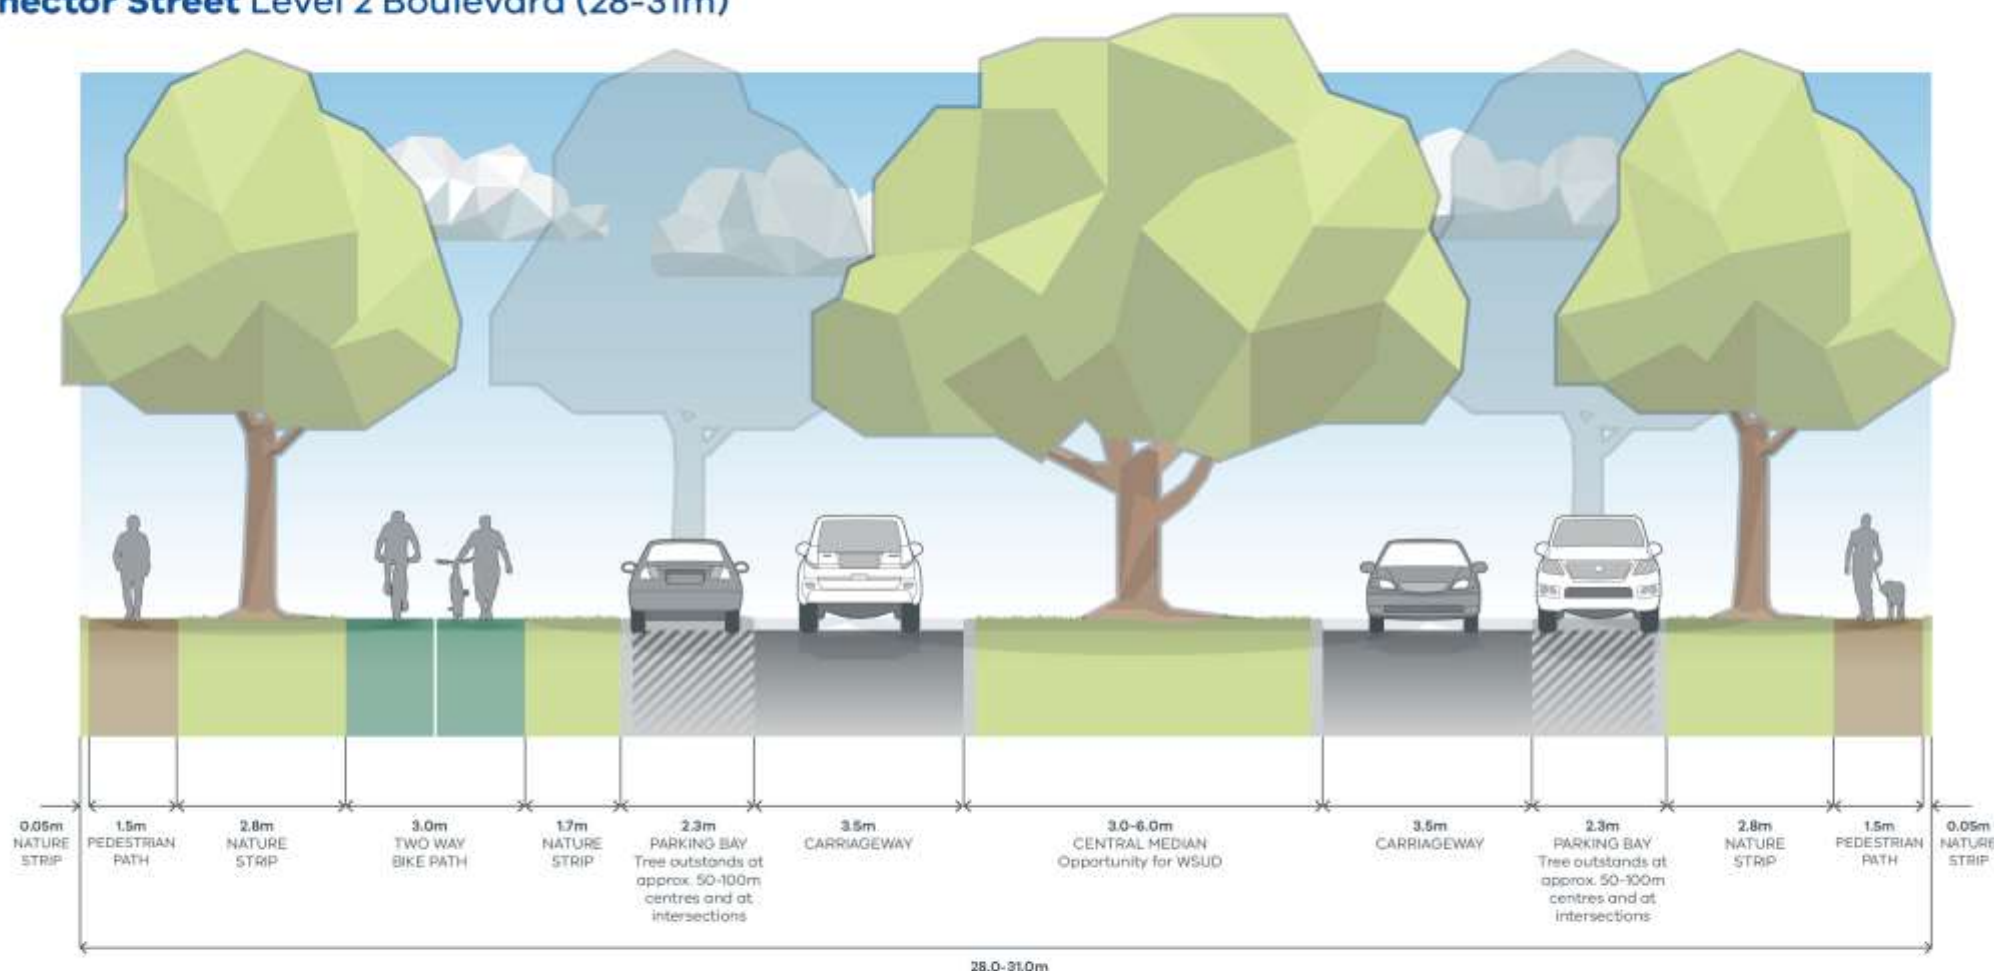 nector Street Level 2 Boulevard (28-31m)
0.05m
NATURE
STRIP
1.5m
PEDESTRIAN
PATH
2.8m
NATURE
STRIP
3.0m
TWO WAY
BIKE PATH
1.7m
NATURE
STRIP
2.3m
PARKING BAY
Tree outstands at
approx. 50-100m
centres and at
intersections
3.5m
CARRIAGEWAY
3.0-6.0m
CENTRAL MEDIAN
Opportunity for WSUD
3.5m
CARRIAGEWAY
2.3m
PARKING BAY
Tree outstands at
approx. 50-100m
centres and at
intersections
2.8m
NATURE
STRIP
1.5m
PEDESTRIAN
PATH
0.05m
NATURE
STRIP
28.0-31.0m